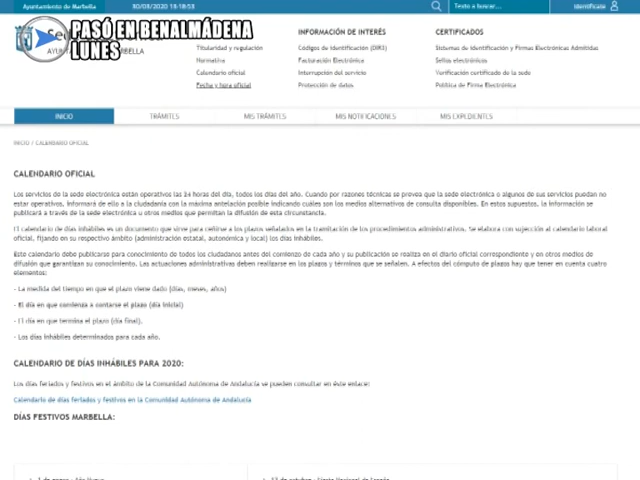 Ayuntamiento de Marbella
30/03/2020 18:18:53
Texto a buscar...
Identifícate
PASÓ EN BENALMÁDENA
LUNES
Titularidad y regulación
Normativa
Calendario oficial
Fecha y hora oficial
INFORMACIÓN DE INTERÉS
Códigos de identificación (DIR3)
Facturación Electrónica
Interrupción del servicio
Protección de datos
CERTIFICADOS
Sistemas de identificación y Firmas Electrónicas Admitidas
Sellos electrónicos
Verificación certificado de la sede
Política de Firma Electrónica
INICIO
TRÁMITES
MIS TRÁMITES
MIS NOTIFICACIONES
MIS EXPEDIENTES
INICIO / CALENDARIO OFICIAL
CALENDARIO OFICIAL
Los servicios de la sede electrónica están operativos las 24 horas del día, todos los días del año. Cuando por razones técnicas se prevea que la sede electrónica o algunos de sus servicios puedan no
estar operativos, informará de ello a la ciudadanía con la máxima antelación posible indicando cuáles son los medios alternativos de consulta disponibles. En estos supuestos, la información se
publicará a través de la sede electrónica u otros medios que permitan la difusión de esta circunstancia.
El calendario de días inhábiles es un documento que sirve para ceñirse a los plazos señalados en la tramitación de los procedimientos administrativos. Se elabora con sujeción al calendario laboral
oficial, fijando en su respectivo ámbito (administración estatal, autonómica y local) los días inhábiles.
Este calendario debe publicarse para conocimiento de todos los ciudadanos antes del comienzo de cada año y su publicación se realiza en el diario oficial correspondiente y en otros medios de
difusión que garantizan su conocimiento. Las actuaciones administrativas deben realizarse en los plazos y términos que se señalen. A efectos del cómputo de plazos hay que tener en cuenta cuatro
elementos:
- La medida del tiempo en que el plazo viene dado (días, meses, años)
- El día en que comienza a contarse el plazo (día inicial)
- El día en que termina el plazo (día final).
- Los días inhábiles determinados para cada año.
CALENDARIO DE DÍAS INHÁBILES PARA 2020:
Los días feriados y festivos en el ámbito de la Comunidad Autónoma de Andalucía se pueden consultar en éste enlace:
Calendario de días feriados y festivos en la Comunidad Autónoma de Andalucía
DÍAS FESTIVOS MARBELLA: